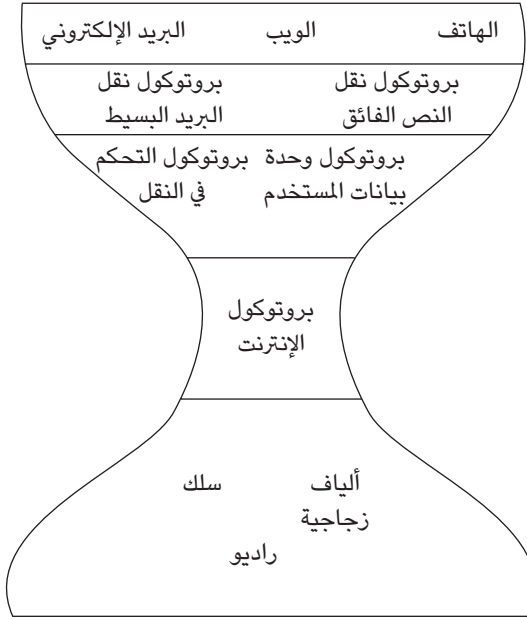 الهاتف الويب البريد الإلكتروني
بروتوكول نقل بروتوكول نقل
النص الفائق البريد البسيط
بروتوكول وحدة بروتوكول التحكم
بيانات المستخدم في النقل
بروتوكول
الإنترنت
ألياف سلك
زجاجية
راديو